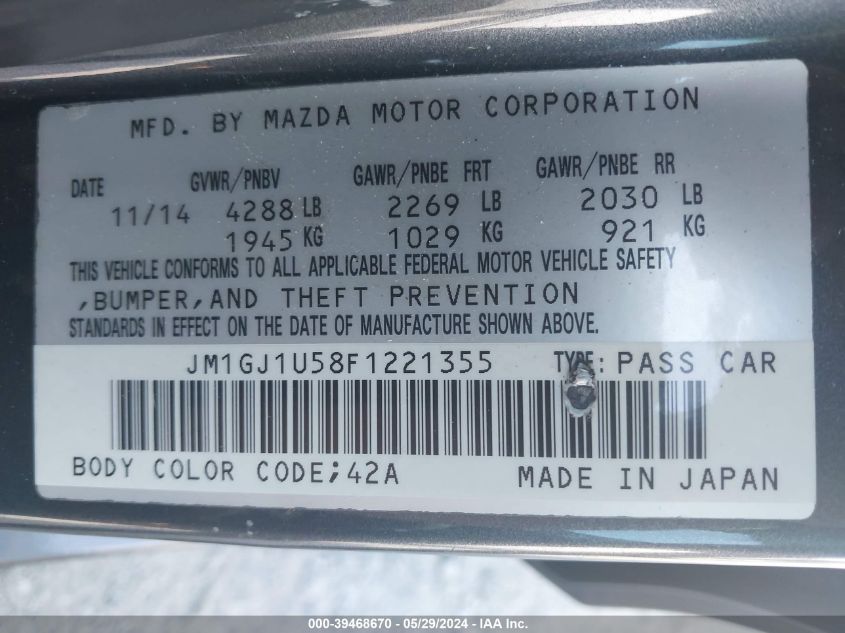 MFD. BY MAZDA MOTOR CORPORATION
DATE GVWR/PNBV GAWR/PNBE FRT GAWR/PNBE RR
11/14 4288 LB 2269 LB 2030 LB
1945 KG 1029 KG 921 KG
THIS VEHICLE CONFORMS TO ALL APPLICABLE FEDERAL MOTOR VEHICLE SAFETY
,BUMPER,AND THEFT PREVENTION
STANDARDS IN EFFECT ON THE DATE OF MANUFACTURE SHOWN ABOVE.
JM1GJ1U58F1221355 TYPE: PASS CAR
BODY COLOR CODE;42A MADE IN JAPAN
000-39468670 - 05/29/2024 - IAA Inc.